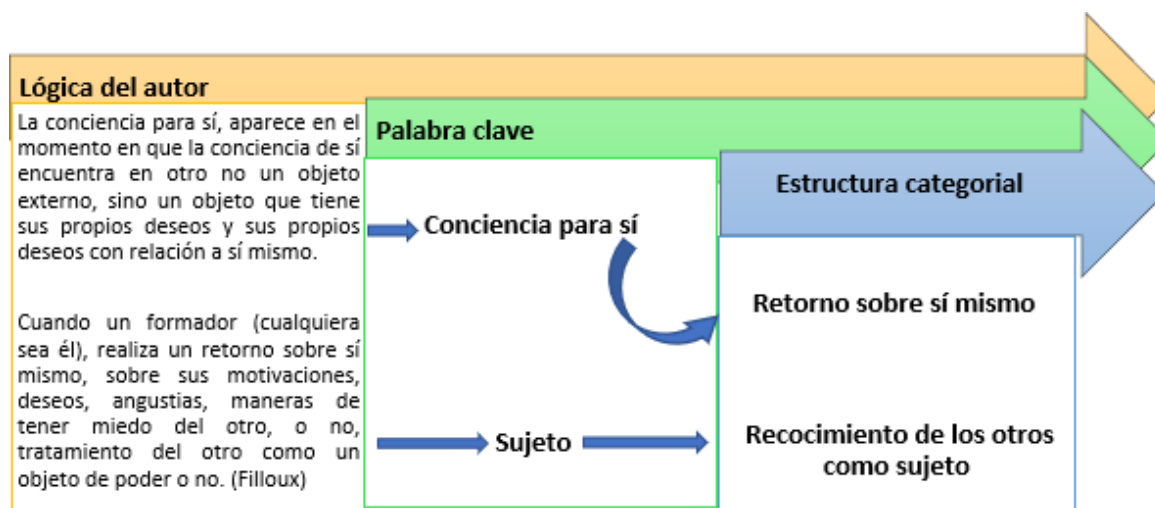 Lógica del autor
La conciencia para sí, aparece en el
momento en que la conciencia de sí
encuentra en otro no un objeto
externo, sino un objeto que tiene
sus propios deseos y sus propios
deseos con relación a sí mismo.
Cuando un formador (cualquiera
sea él), realiza un retorno sobre sí
mismo, sobre sus motivaciones,
deseos, angustias, maneras de
tener miedo del otro, o no,
tratamiento del otro como un
objeto de poder o no. (Filloux)
Palabra clave
Conciencia para sí
Sujeto
Estructura categorial
Retorno sobre sí mismo
Recocimiento de los otros
como sujeto